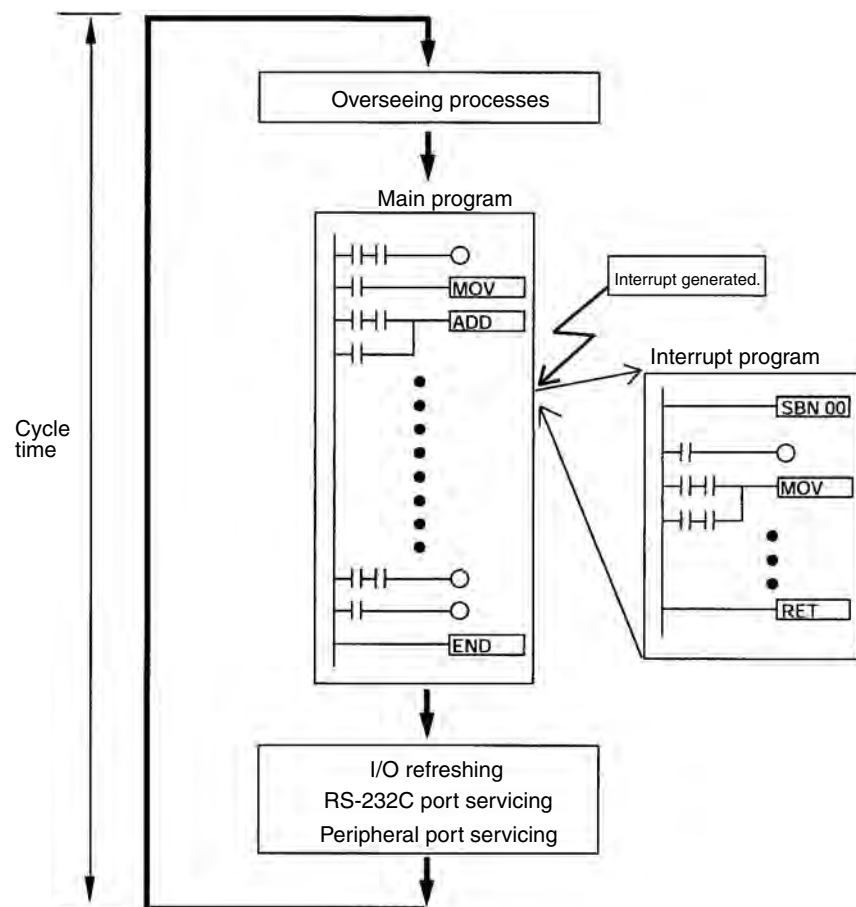 Overseeing processes
Main program
MOV
ADD
Interrupt generated.
Interrupt program
SBN 00
MOV
RET
Cycle
time
END
I/O refreshing
RS-232C port servicing
Peripheral port servicing